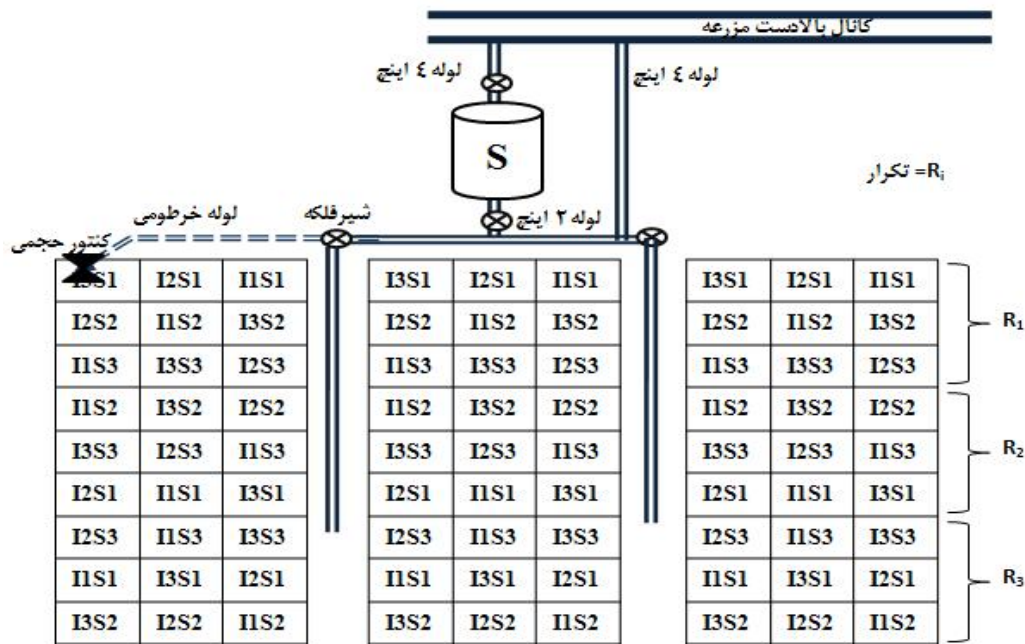 کانال بالادست مزرعه
لوله ٤ اینچ
لوله ٤ اینچ
S
Rᵢ= تکرار
لوله ٢ اینچ
شیرفلکه
لوله خرطومی
کنتور حجمی
I3S1 I2S1 I1S1 I3S1 I2S1 I1S1 I3S1 I2S1 I1S1
I2S2 I1S2 I3S2 I2S2 I1S2 I3S2 I2S2 I1S2 I3S2
R₁
I1S3 I3S3 I2S3 I1S3 I3S3 I2S3 I1S3 I3S3 I2S3
I1S2 I3S2 I2S2 I1S2 I3S2 I2S2 I1S2 I3S2 I2S2
I3S3 I2S3 I1S3 I3S3 I2S3 I1S3 I3S3 I2S3 I1S3
R₂
I2S1 I1S1 I3S1 I2S1 I1S1 I3S1 I2S1 I1S1 I3S1
I2S3 I1S3 I3S3 I2S3 I1S3 I3S3 I2S3 I1S3 I3S3
I1S1 I3S1 I2S1 I1S1 I3S1 I2S1 I1S1 I3S1 I2S1
R₃
I3S2 I2S2 I1S2 I3S2 I2S2 I1S2 I3S2 I2S2 I1S2